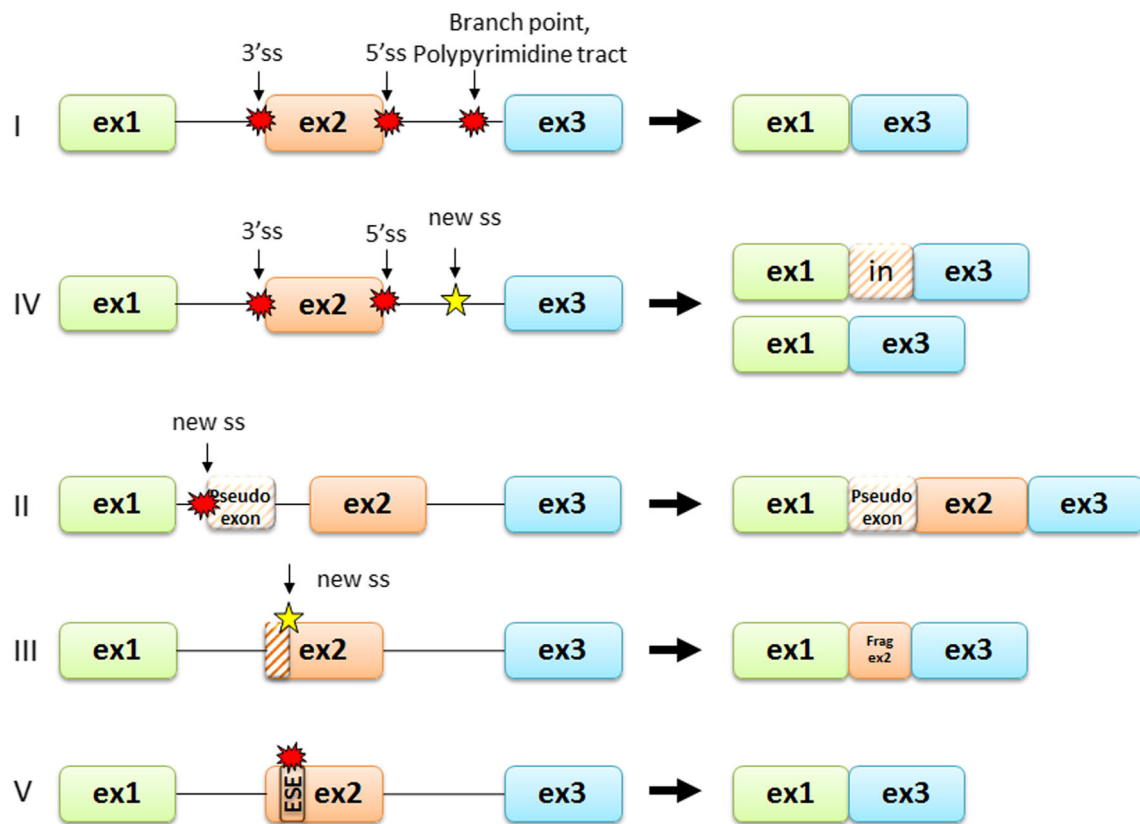 Branch point,
3'ss 5'ss Polypyrimidine tract
I ex1 ex2 ex3 ex1 ex3
3'ss 5'ss new ss
IV ex1 ex2 ex3 ex1 in ex3
ex1 ex3
new ss
II ex1 Pseudo exon ex2 ex3 ex1 Pseudo exon ex2 ex3
new ss
III ex1 ex2 ex3 ex1 Frag ex2 ex3
V ex1 ESE ex2 ex3 ex1 ex3